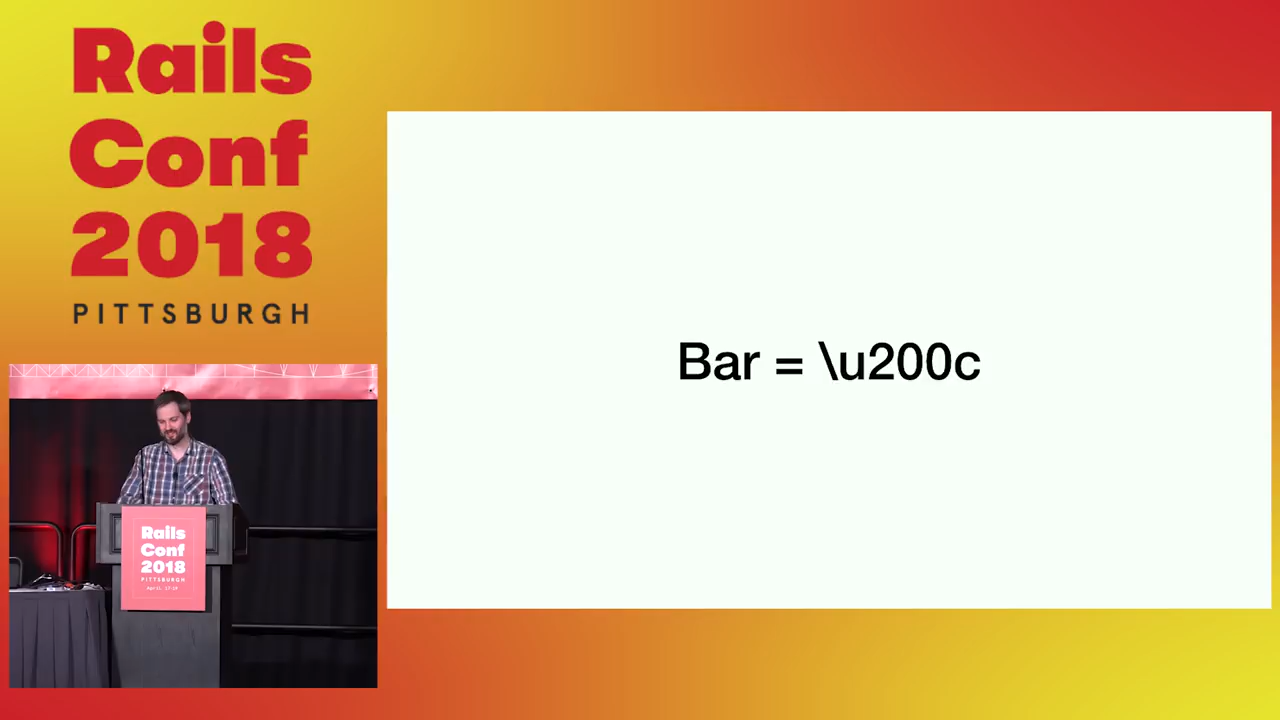 Rails
Conf
2018
PITTSBURGH
Bar = \u200c
Rails
Conf
2018
PITTSBURGH